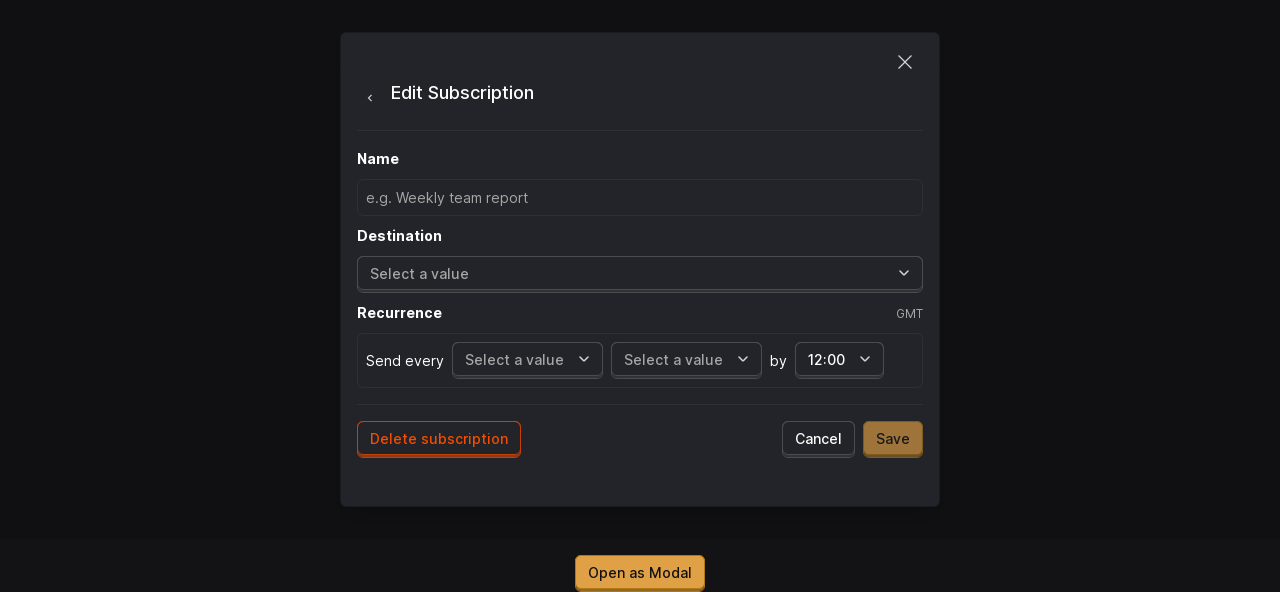 Edit Subscription
Name
e.g. Weekly team report
Destination
Select a value
Recurrence GMT
Send every Select a value Select a value by 12:00
Delete subscription Cancel Save
Open as Modal